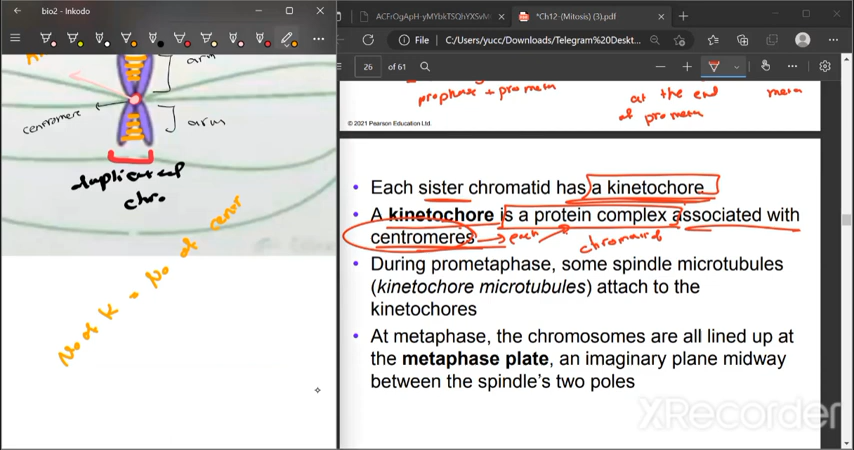 bio2 - Inkodo
arm
centromere
arm
duplicated
chro.
No of K = No of centr
ACFrOgApH-yMYbKTSQhYXSvM
*Ch12-(Mitosis) (3).pdf
File
C:/Users/yucc/Downloads/Telegram%20Deskt...
26 of 61
prophase + prometa
at the end
of prometa
meta
© 2021 Pearson Education Ltd.
• Each sister chromatid has a kinetochore
• A kinetochore is a protein complex associated with
centromeres → each
chromatid
• During prometaphase, some spindle microtubules
(kinetochore microtubules) attach to the
kinetochores
• At metaphase, the chromosomes are all lined up at
the metaphase plate, an imaginary plane midway
between the spindle's two poles
XRecorder